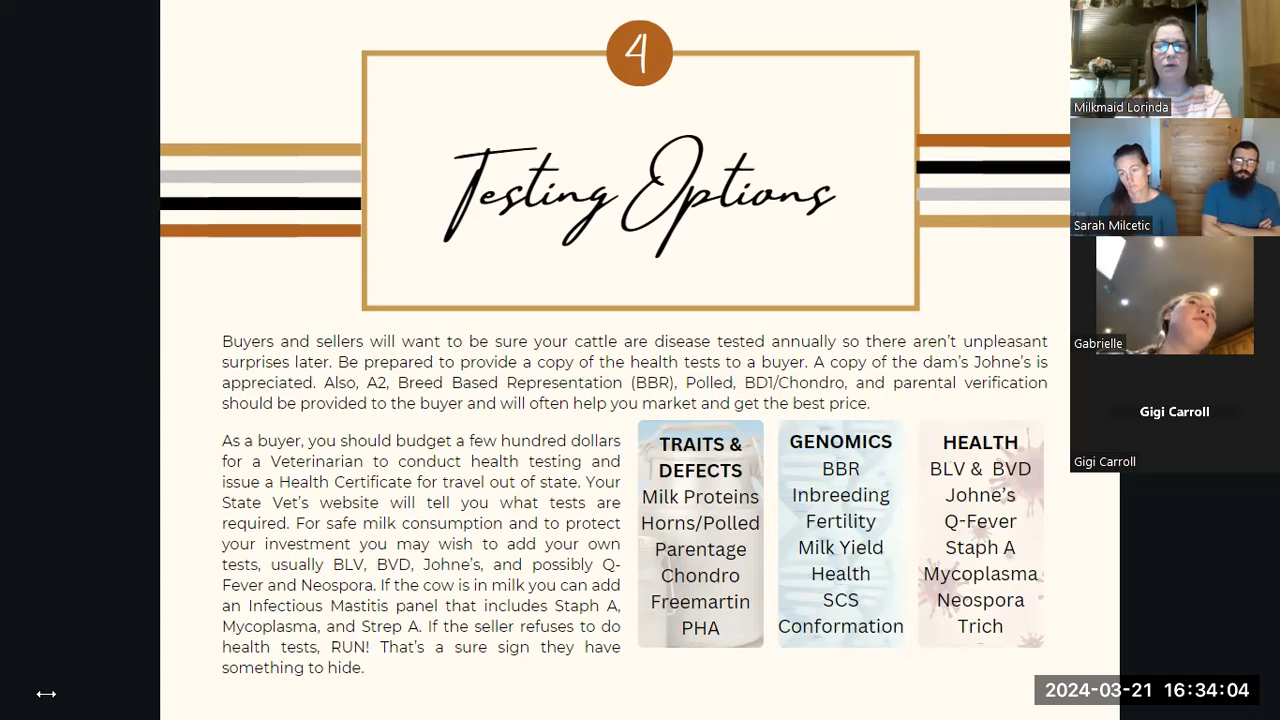 4
Testing Options
Buyers and sellers will want to be sure your cattle are disease tested annually so there aren't unpleasant
surprises later. Be prepared to provide a copy of the health tests to a buyer. A copy of the dam's Johne's is
appreciated. Also, A2, Breed Based Representation (BBR), Polled, BD1/Chondro, and parental verification
should be provided to the buyer and will often help you market and get the best price.
As a buyer, you should budget a few hundred dollars
for a Veterinarian to conduct health testing and
issue a Health Certificate for travel out of state. Your
State Vet's website will tell you what tests are
required. For safe milk consumption and to protect
your investment you may wish to add your own
tests, usually BLV, BVD, Johne's, and possibly Q-
Fever and Neospora. If the cow is in milk you can add
an Infectious Mastitis panel that includes Staph A,
Mycoplasma, and Strep A. If the seller refuses to do
health tests, RUN! That's a sure sign they have
something to hide.
TRAITS &
DEFECTS
Milk Proteins
Horns/Polled
Parentage
Chondro
Freemartin
PHA
GENOMICS
BBR
Inbreeding
Fertility
Milk Yield
Health
SCS
Conformation
HEALTH
BLV & BVD
Johne's
Q-Fever
Staph A
Mycoplasma
Neospora
Trich
Milkmaid Lorinda
Sarah Milcetic
Gabrielle
Gigi Carroll
Gigi Carroll
2024-03-21 16:34:04